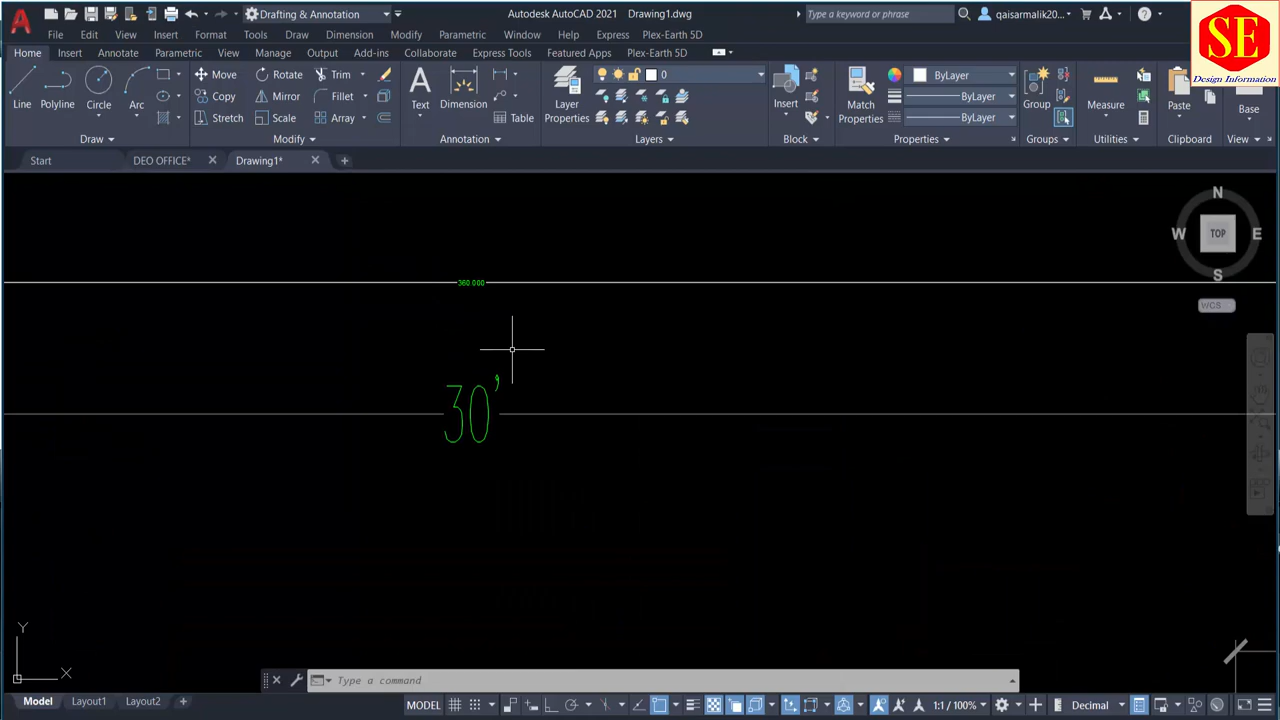 Drafting & Annotation
Autodesk AutoCAD 2021 Drawing1.dwg
Type a keyword or phrase
qaisarmalik20...
SE
Design Information
File Edit View Insert Format Tools Draw Dimension Modify Parametric Window Help Express Plex-Earth 5D
Home Insert Annotate Parametric View Manage Output Add-ins Collaborate Express Tools Featured Apps Plex-Earth 5D
Line Polyline Circle Arc
Move Rotate Trim
Copy Mirror Fillet
Stretch Scale Array
Text Dimension Table
Layer Properties
0
Insert
Match Properties
ByLayer
ByLayer
ByLayer
Group
Measure
Paste
Base
Draw Modify Annotation Layers Block Properties Groups Utilities Clipboard View
Start DEO OFFICE* Drawing1*
N
W TOP E
S
WCS
360.000
30'
Y
X
Type a command
Model Layout1 Layout2
MODEL 1:1 / 100% Decimal